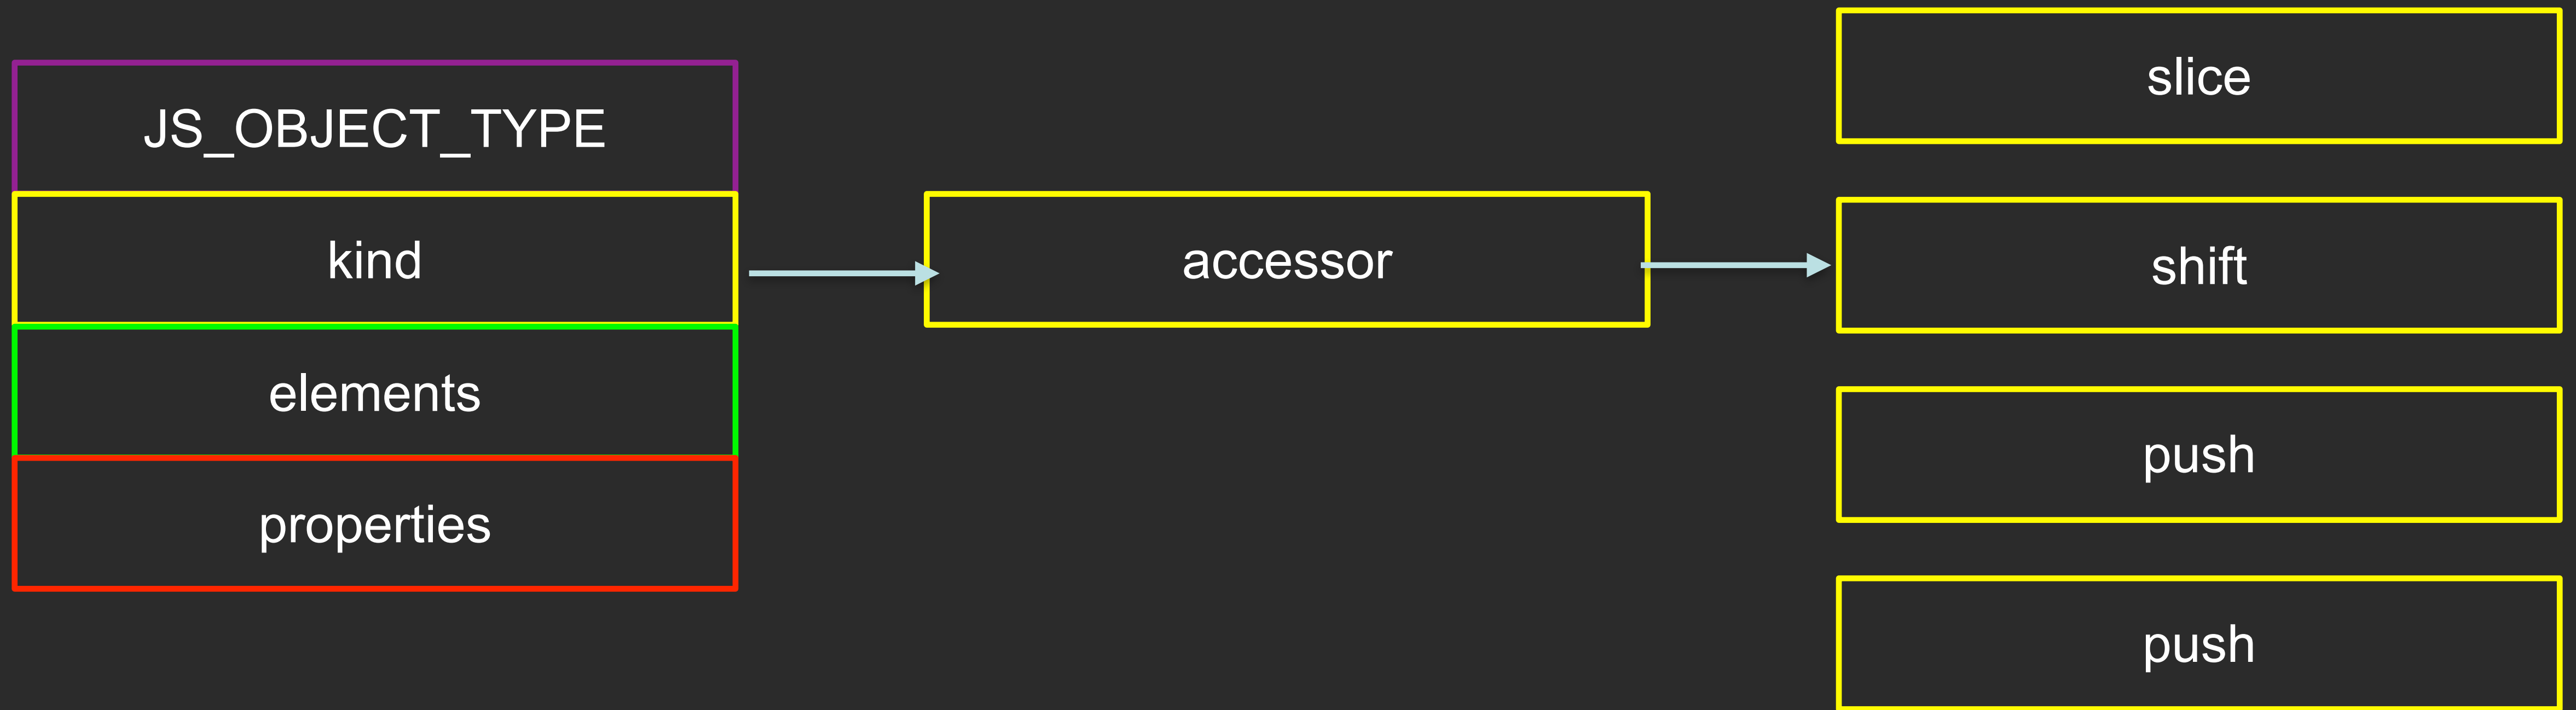 JS_OBJECT_TYPE
kind
elements
properties
accessor
slice
shift
push
push